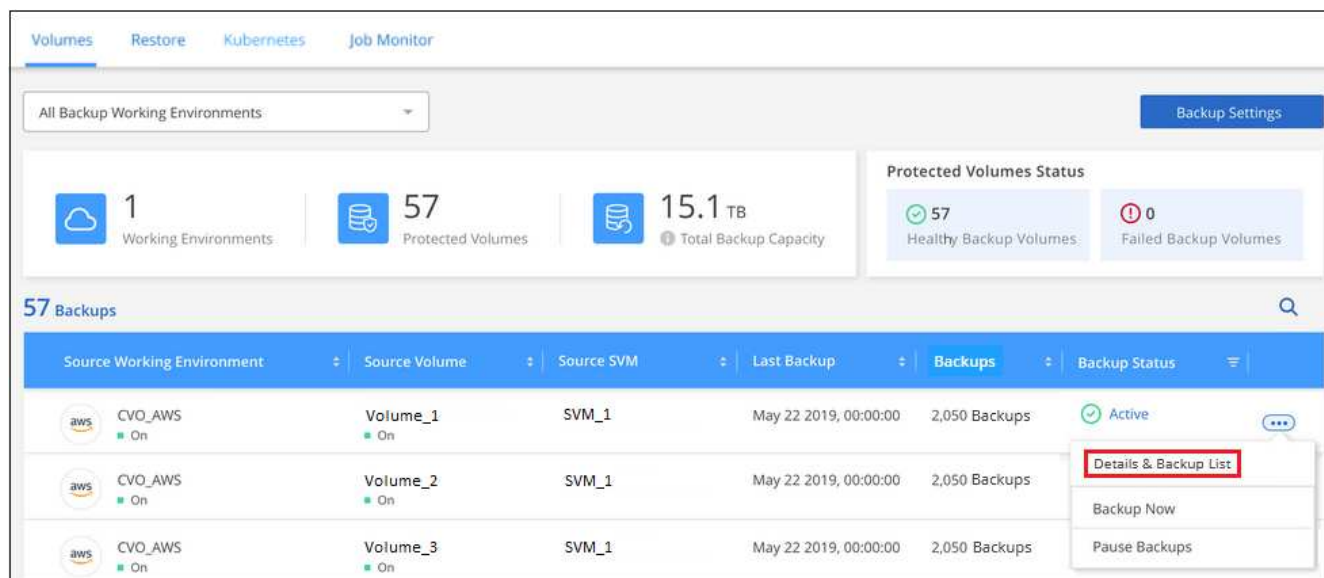 Volumes Restore Kubernetes Job Monitor
All Backup Working Environments
Backup Settings
1
Working Environments
57
Protected Volumes
15.1 TB
Total Backup Capacity
Protected Volumes Status
57
Healthy Backup Volumes
0
Failed Backup Volumes
57 Backups
Source Working Environment Source Volume Source SVM Last Backup Backups Backup Status
aws CVO_AWS Volume_1 SVM_1 May 22 2019, 00:00:00 2,050 Backups Active
On On
Details & Backup List
aws CVO_AWS Volume_2 SVM_1 May 22 2019, 00:00:00 2,050 Backups
On On
Backup Now
aws CVO_AWS Volume_3 SVM_1 May 22 2019, 00:00:00 2,050 Backups
Pause Backups
On On